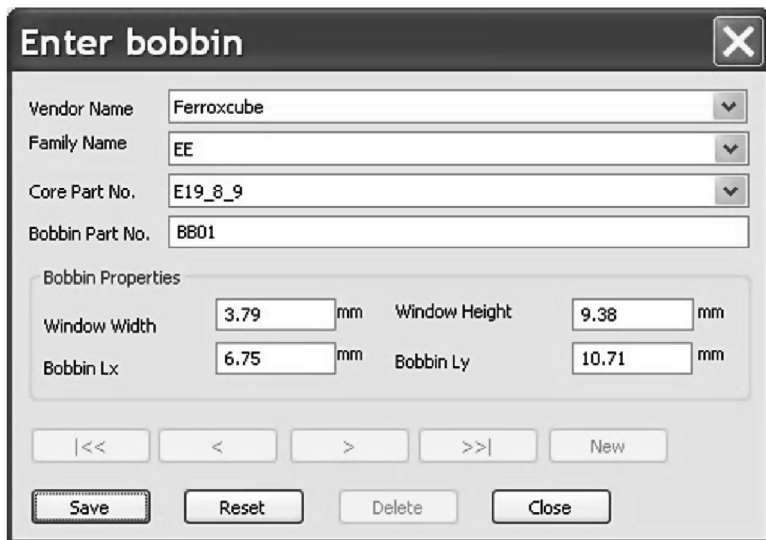 Enter bobbin
Vendor Name Ferroxcube
Family Name EE
Core Part No. E19_8_9
Bobbin Part No. BB01
Bobbin Properties
Window Width 3.79 mm Window Height 9.38 mm
Bobbin Lx 6.75 mm Bobbin Ly 10.71 mm
|<< < > >>| New
Save Reset Delete Close